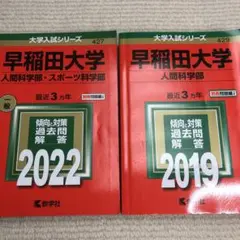 大学入試シリーズ
早稲田大学
人間科学部・スポーツ科学部
最近3カ年
傾向と対策
過去問
解答
2022
教学社
大学入試シリーズ
早稲田大学
人間科学部
最近3カ年
傾向と対策
過去問
解答
2019
教学社